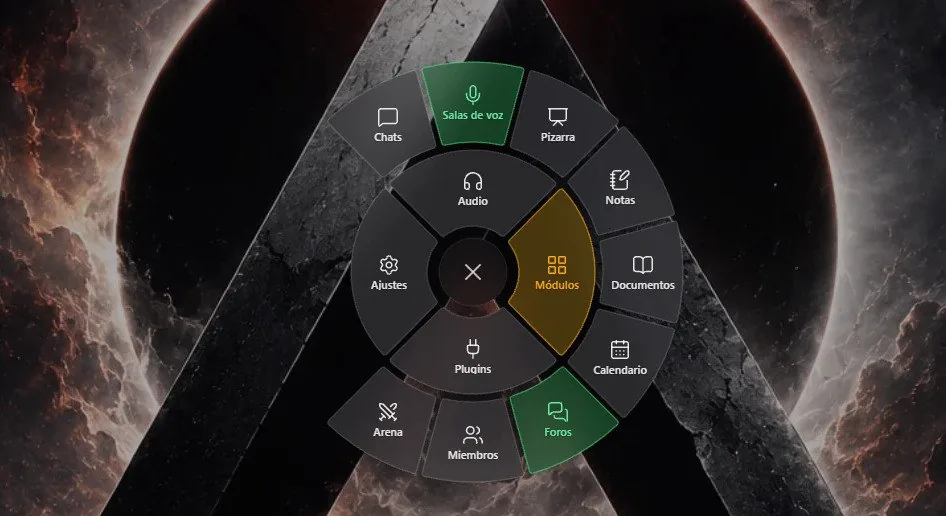 Salas de voz
Chats
Pizarra
Notas
Audio
Ajustes
Módulos
Documentos
Plugins
Calendario
Arena
Foros
Miembros